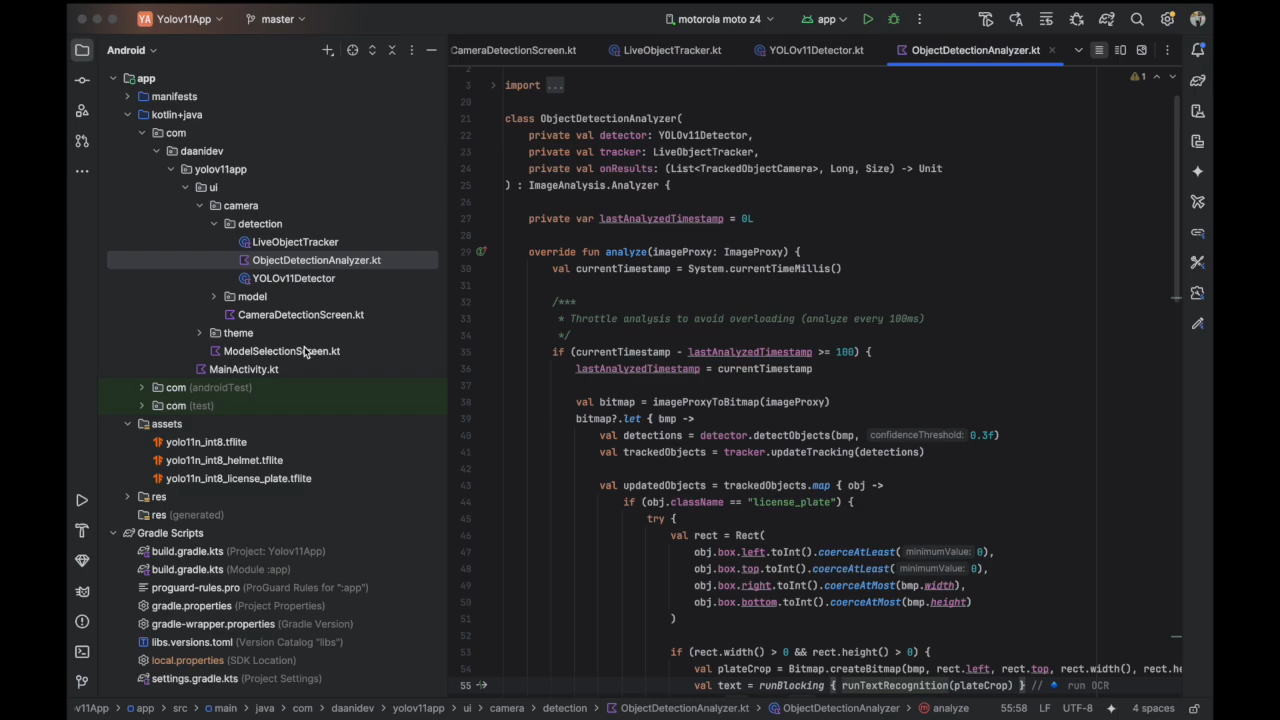 YA Yolov11App master motorola moto z4 app
Android
app
manifests
kotlin+java
com
daanidev
yolov11app
ui
camera
detection
LiveObjectTracker
ObjectDetectionAnalyzer.kt
YOLOv11Detector
model
CameraDetectionScreen.kt
theme
ModelSelectionScreen.kt
MainActivity.kt
com (androidTest)
com (test)
assets
yolo11n_int8.tflite
yolo11n_int8_helmet.tflite
yolo11n_int8_license_plate.tflite
res
res (generated)
Gradle Scripts
build.gradle.kts (Project: Yolov11App)
build.gradle.kts (Module :app)
proguard-rules.pro (ProGuard Rules for ":app")
gradle.properties (Project Properties)
gradle-wrapper.properties (Gradle Version)
libs.versions.toml (Version Catalog "libs")
local.properties (SDK Location)
settings.gradle.kts (Project Settings)
CameraDetectionScreen.kt LiveObjectTracker.kt YOLOv11Detector.kt ObjectDetectionAnalyzer.kt
1
2
3 import ...
20
21 class ObjectDetectionAnalyzer(
22 private val detector: YOLOv11Detector,
23 private val tracker: LiveObjectTracker,
24 private val onResults: (List<TrackedObjectCamera>, Long, Size) -> Unit
25 ) : ImageAnalysis.Analyzer {
26
27 private var lastAnalyzedTimestamp = 0L
28
29 override fun analyze(imageProxy: ImageProxy) {
30 val currentTimestamp = System.currentTimeMillis()
31
32 /***
33 * Throttle analysis to avoid overloading (analyze every 100ms)
34 */
35 if (currentTimestamp - lastAnalyzedTimestamp >= 100) {
36 lastAnalyzedTimestamp = currentTimestamp
37
38 val bitmap = imageProxyToBitmap(imageProxy)
39 bitmap?.let { bmp ->
40 val detections = detector.detectObjects(bmp, confidenceThreshold: 0.3f)
41 val trackedObjects = tracker.updateTracking(detections)
42
43 val updatedObjects = trackedObjects.map { obj ->
44 if (obj.className == "license_plate") {
45 try {
46 val rect = Rect(
47 obj.box.left.toInt().coerceAtLeast( minimumValue: 0),
48 obj.box.top.toInt().coerceAtLeast( minimumValue: 0),
49 obj.box.right.toInt().coerceAtMost(bmp.width),
50 obj.box.bottom.toInt().coerceAtMost(bmp.height)
51 )
52
53 if (rect.width() > 0 && rect.height() > 0) {
54 val plateCrop = Bitmap.createBitmap(bmp, rect.left, rect.top, rect.width(), rect.he
55 val text = runBlocking { runTextRecognition(plateCrop) } // run OCR
v11App app src main java com daanidev yolov11app ui camera detection ObjectDetectionAnalyzer.kt ObjectDetectionAnalyzer analyze 55:58 LF UTF-8 4 spaces